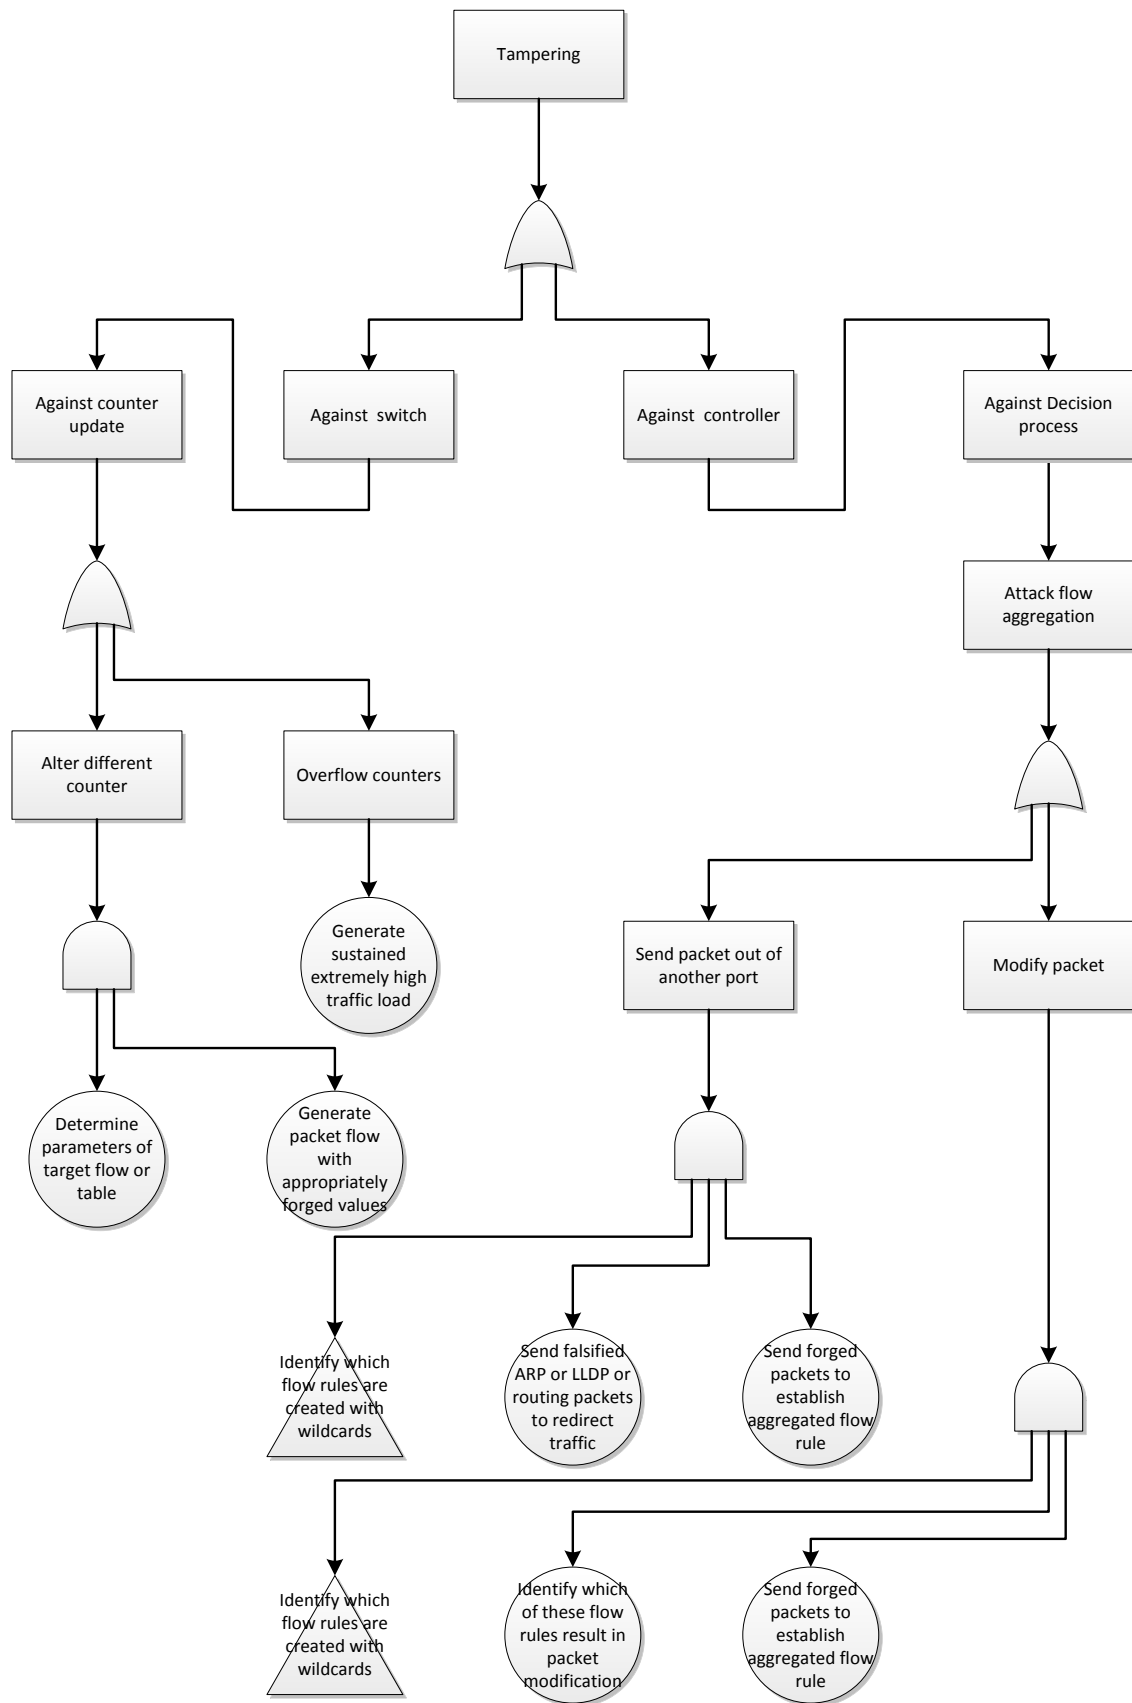 Tampering
Against counter
update
Against switch
Against controller
Against Decision
process
Attack flow
aggregation
Alter different
counter
Overflow counters
Generate
sustained
extremely high
traffic load
Send packet out of
another port
Modify packet
Determine
parameters of
target flow or
table
Generate
packet flow
with
appropriately
forged values
Identify which
flow rules are
created with
wildcards
Send falsified
ARP or LLDP or
routing packets
to redirect
traffic
Send forged
packets to
establish
aggregated flow
rule
Identify which
flow rules are
created with
wildcards
Identify which
of these flow
rules result in
packet
modification
Send forged
packets to
establish
aggregated flow
rule